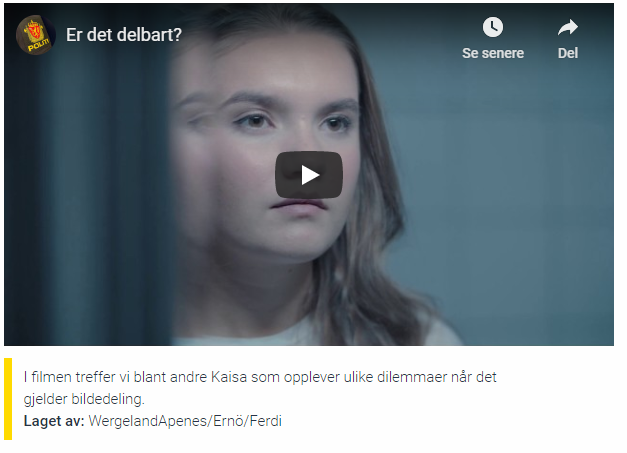 POLITI
Er det delbart?
Se senere
Del
I filmen treffer vi blant andre Kaisa som opplever ulike dilemmaer når det
gjelder bildedeling.
Laget av: WergelandApenes/Ernö/Ferdi